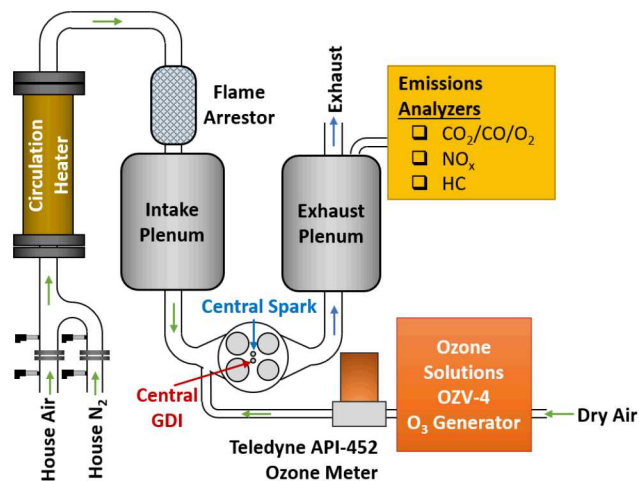 Circulation
Heater
Flame
Arrestor
Exhaust
Emissions
Analyzers
❑ CO₂/CO/O₂
❑ NOₓ
❑ HC
Intake
Plenum
Exhaust
Plenum
Central Spark
Central
GDI
Ozone
Solutions
OZV-4
O₃ Generator
Dry Air
House Air
House N₂
Teledyne API-452
Ozone Meter